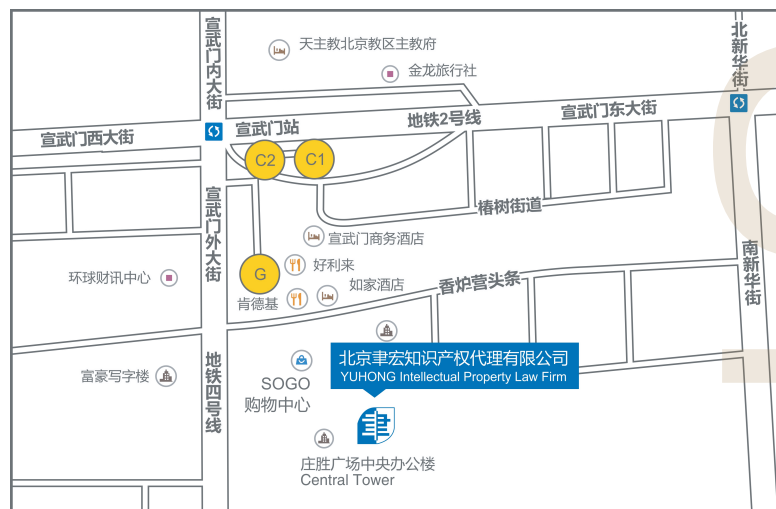 宣武门内大街
天主教北京教区主教府
金龙旅行社
北新华街
宣武门东大街
地铁2号线
宣武门站
宣武门西大街
C2
C1
宣武门外大街
椿树街道
宣武门商务酒店
好利来
G
环球财讯中心
如家酒店
香炉营头条
南新华街
肯德基
北京聿宏知识产权代理有限公司
YUHONG Intellectual Property Law Firm
地铁四号线
富豪写字楼
SOGO
购物中心
庄胜广场中央办公楼
Central Tower